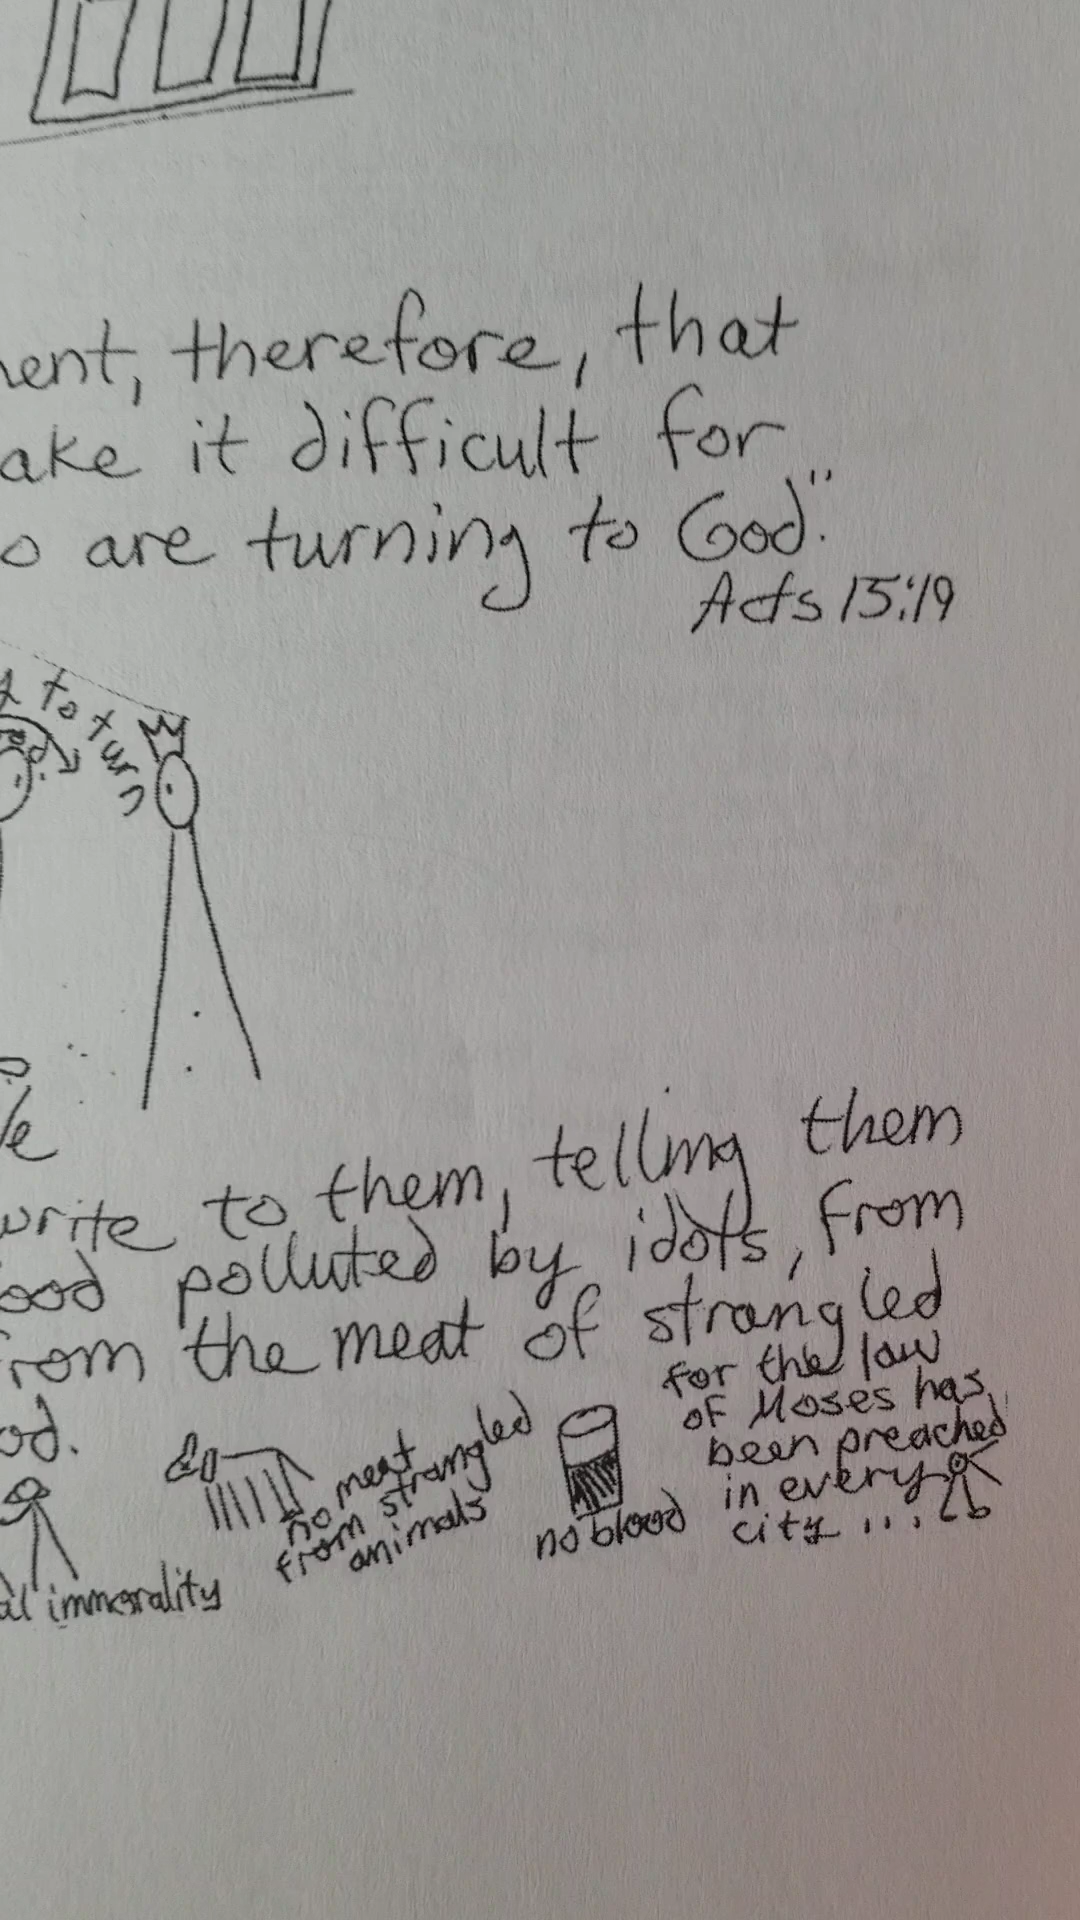 ent, therefore, that
ake it difficult for
o are turning to God."
Acts 15:19
to turn
write to them, telling them
ood polluted by idols, from
rom the meat of strangled
od.
for the law
of Moses has
been preached
in every
city ...
no meat
from strangled
animals
no blood
al immorality